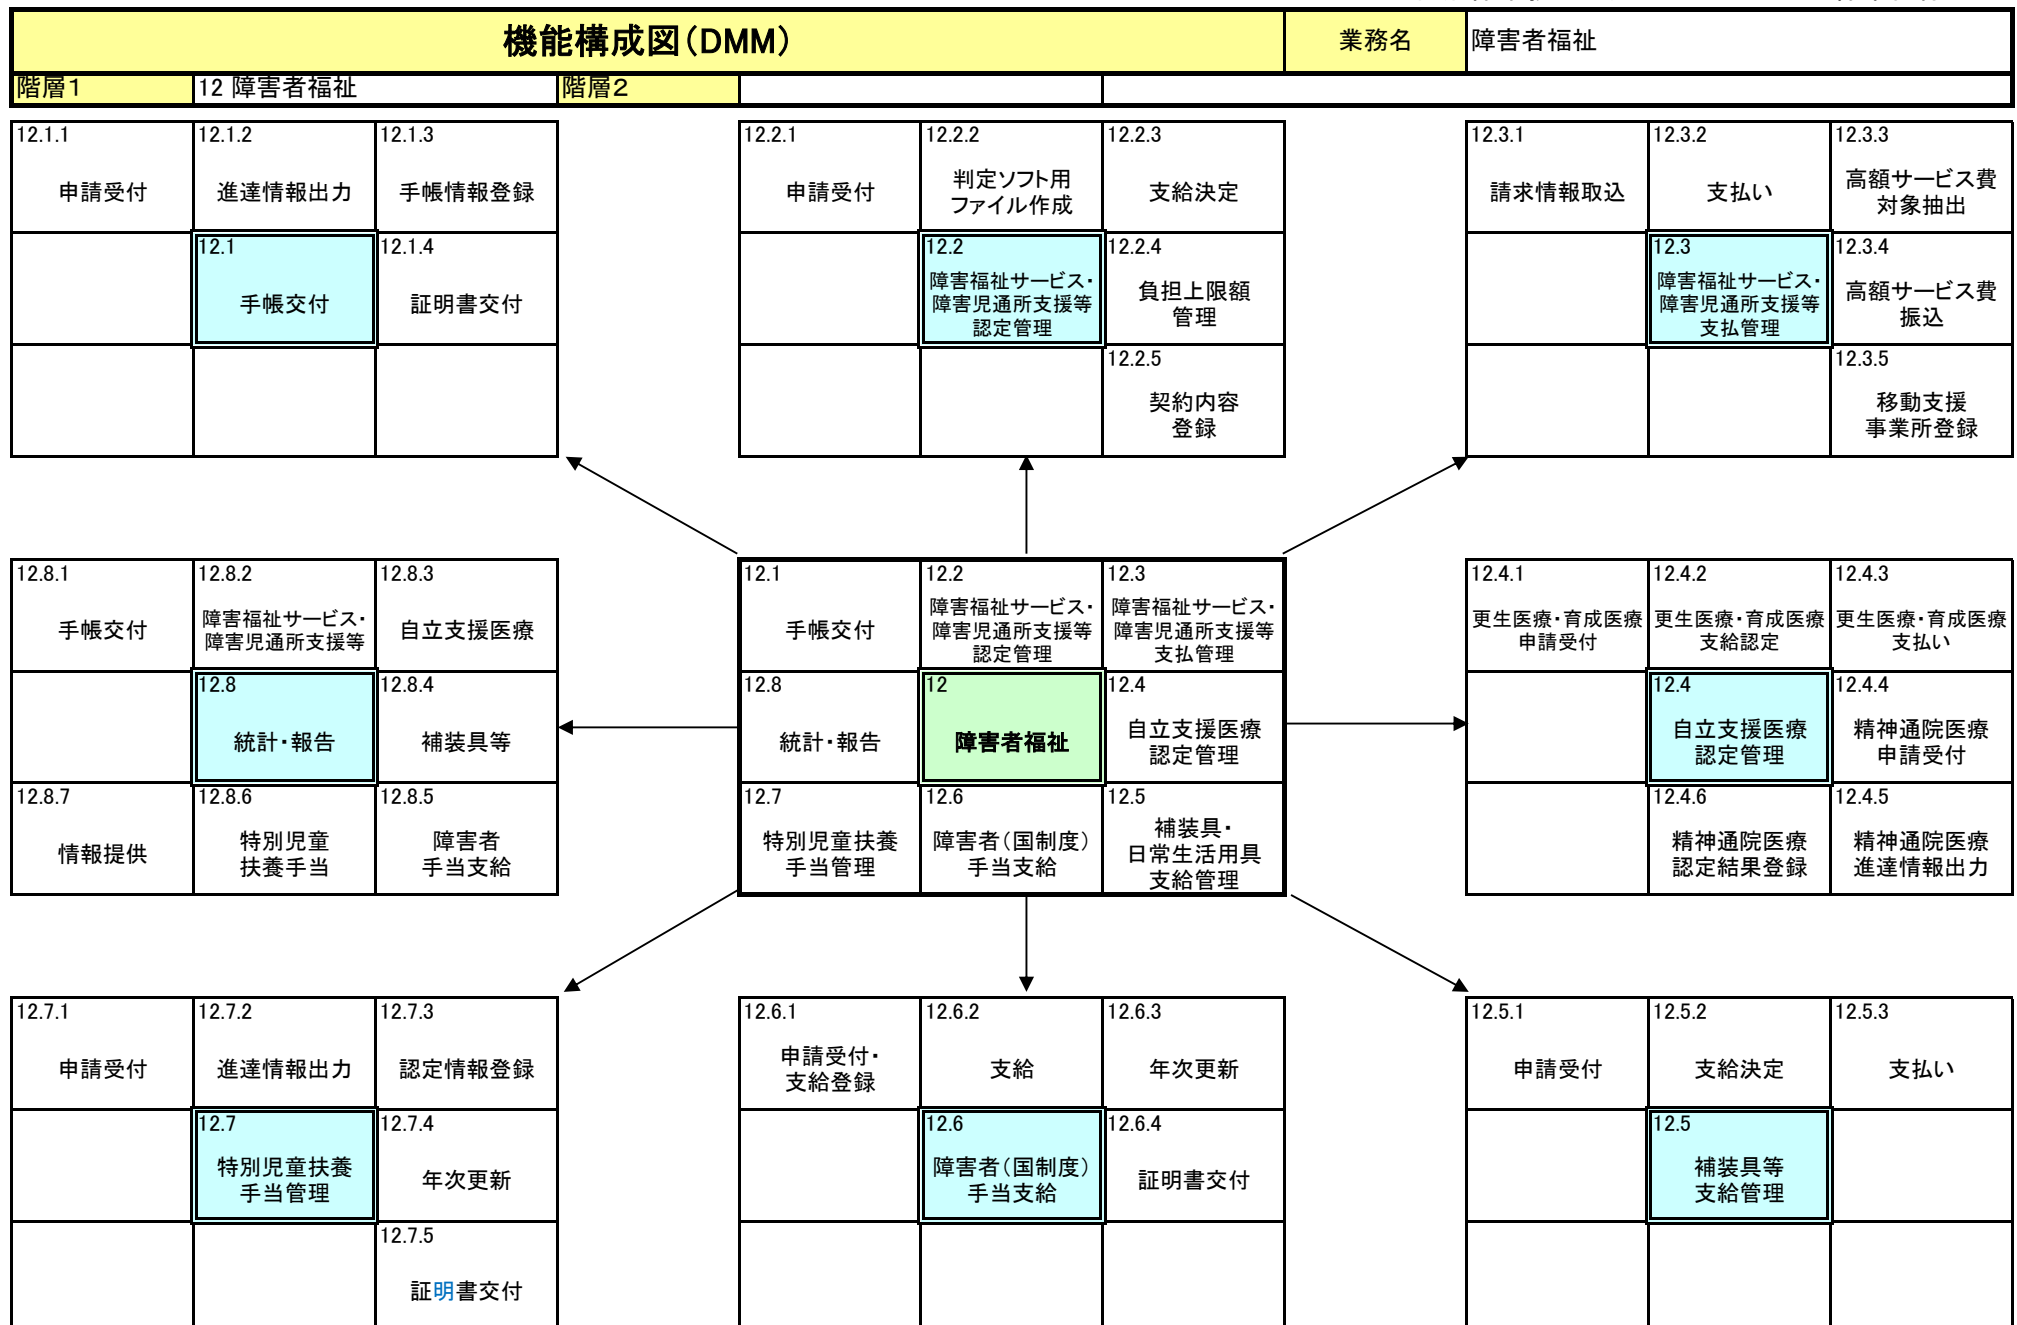 機能構成図（DMM）
業務名
障害者福祉
階層１
12 障害者福祉
階層２
12.1.1
申請受付
12.1.2
進達情報出力
12.1.3
手帳情報登録
12.1
手帳交付
12.1.4
証明書交付
12.2.1
申請受付
12.2.2
判定ソフト用
ファイル作成
12.2.3
支給決定
12.2
障害福祉サービス・
障害児通所支援等
認定管理
12.2.4
負担上限額
管理
12.2.5
契約内容
登録
12.3.1
請求情報取込
12.3.2
支払い
12.3.3
高額サービス費
対象抽出
12.3
障害福祉サービス・
障害児通所支援等
支払管理
12.3.4
高額サービス費
振込
12.3.5
移動支援
事業所登録
12.8.1
手帳交付
12.8.2
障害福祉サービス・
障害児通所支援等
12.8.3
自立支援医療
12.8
統計・報告
12.8.4
補装具等
12.8.7
情報提供
12.8.6
特別児童
扶養手当
12.8.5
障害者
手当支給
12.1
手帳交付
12.2
障害福祉サービス・
障害児通所支援等
認定管理
12.3
障害福祉サービス・
障害児通所支援等
支払管理
12.8
統計・報告
12
障害者福祉
12.4
自立支援医療
認定管理
12.7
特別児童扶養
手当管理
12.6
障害者（国制度）
手当支給
12.5
補装具・
日常生活用具
支給管理
12.4.1
更生医療・育成医療
申請受付
12.4.2
更生医療・育成医療
支給認定
12.4.3
更生医療・育成医療
支払い
12.4
自立支援医療
認定管理
12.4.4
精神通院医療
申請受付
12.4.6
精神通院医療
認定結果登録
12.4.5
精神通院医療
進達情報出力
12.7.1
申請受付
12.7.2
進達情報出力
12.7.3
認定情報登録
12.7
特別児童扶養
手当管理
12.7.4
年次更新
12.7.5
証明書交付
12.6.1
申請受付・
支給登録
12.6.2
支給
12.6.3
年次更新
12.6
障害者（国制度）
手当支給
12.6.4
証明書交付
12.5.1
申請受付
12.5.2
支給決定
12.5.3
支払い
12.5
補装具等
支給管理